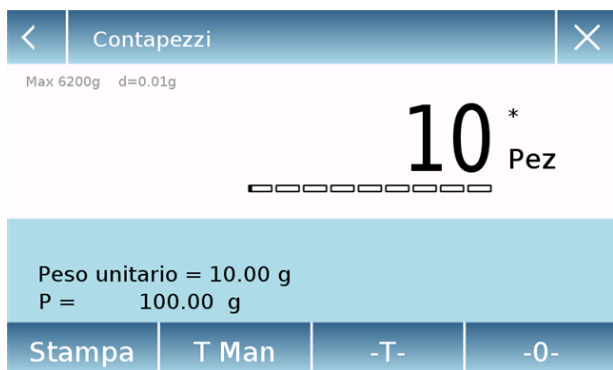 Contapezzi
Max 6200g d=0.01g
10 *
Pez
Peso unitario = 10.00 g
P = 100.00 g
Stampa T Man -T- -0-